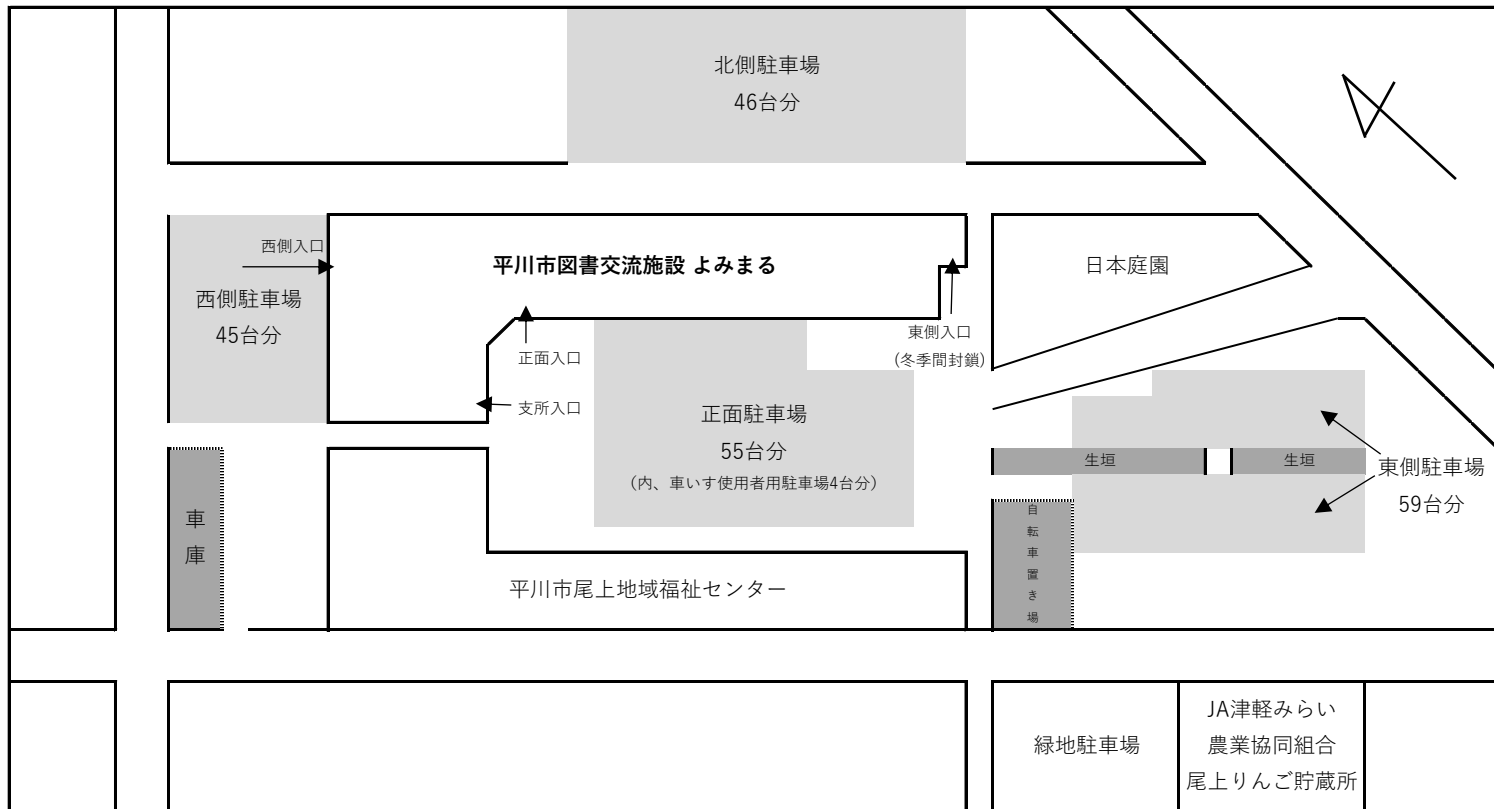 北側駐車場
46台分
西側入口
西側駐車場
45台分
平川市図書交流施設 よみまる
日本庭園
東側入口
(冬季間封鎖)
正面入口
支所入口
正面駐車場
55台分
(内、車いす使用者用駐車場4台分)
生垣
生垣
東側駐車場
59台分
車庫
自転車置き場
平川市尾上地域福祉センター
緑地駐車場
JA津軽みらい
農業協同組合
尾上りんご貯蔵所